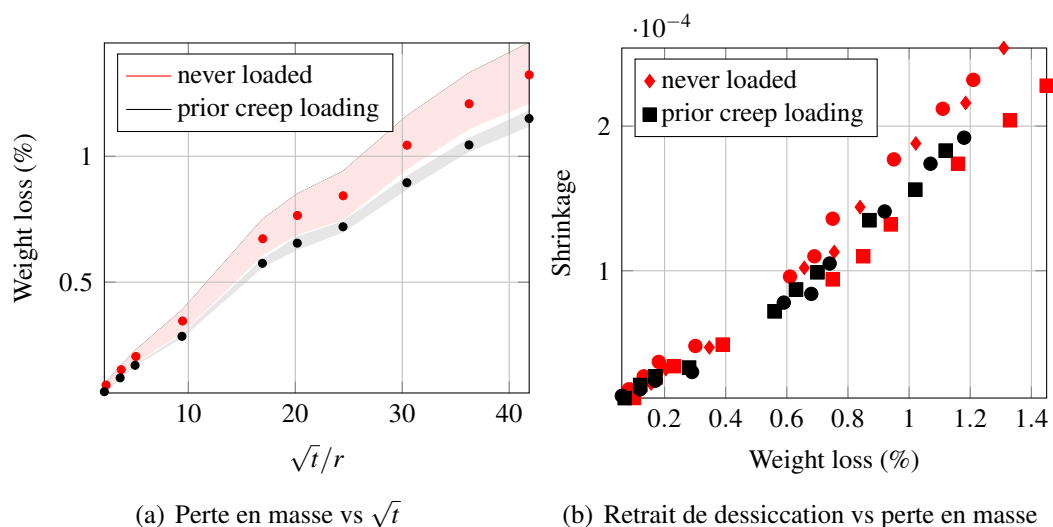 never loaded
prior creep loading
Weight loss (%)
1
0.5
10
20
30
40
√t/r
(a) Perte en masse vs √t
·10⁻⁴
never loaded
prior creep loading
Shrinkage
2
1
0.2
0.4
0.6
0.8
1
1.2
1.4
Weight loss (%)
(b) Retrait de dessiccation vs perte en masse